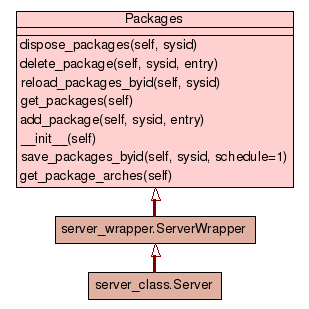 Packages
dispose_packages(self, sysid)
delete_package(self, sysid, entry)
reload_packages_byid(self, sysid)
get_packages(self)
add_package(self, sysid, entry)
__init__(self)
save_packages_byid(self, sysid, schedule=1)
get_package_arches(self)
server_wrapper.ServerWrapper
server_class.Server